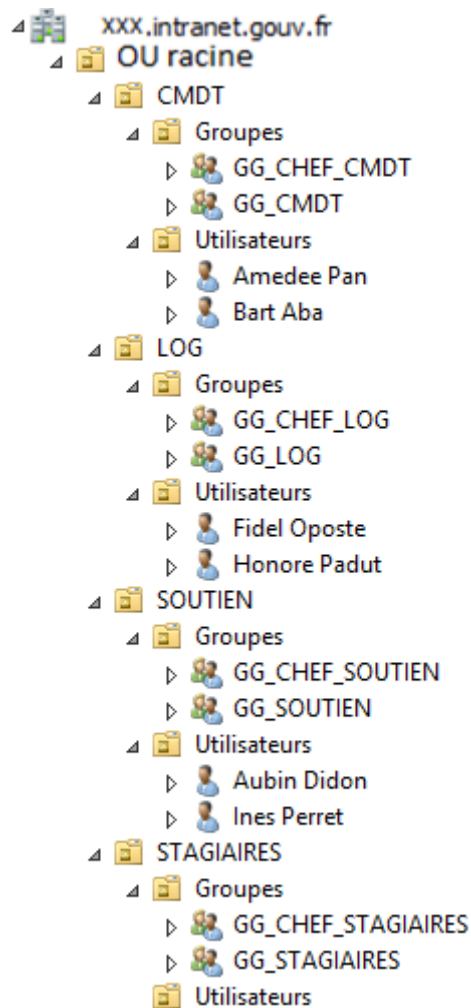 xxx.intranet.gouv.fr
OU racine
CMDT
Groupes
GG_CHEF_CMDT
GG_CMDT
Utilisateurs
Amedee Pan
Bart Aba
LOG
Groupes
GG_CHEF_LOG
GG_LOG
Utilisateurs
Fidel Oposte
Honore Padut
SOUTIEN
Groupes
GG_CHEF_SOUTIEN
GG_SOUTIEN
Utilisateurs
Aubin Didon
Ines Perret
STAGIAIRES
Groupes
GG_CHEF_STAGIAIRES
GG_STAGIAIRES
Utilisateurs